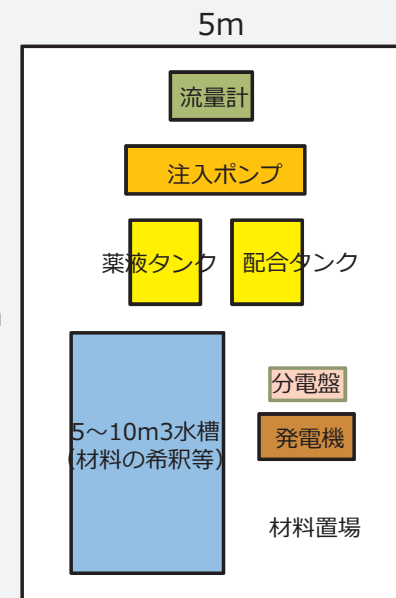 5m
流量計
注入ポンプ
薬液タンク
配合タンク
分電盤
5～10m3水槽
(材料の希釈等)
発電機
材料置場